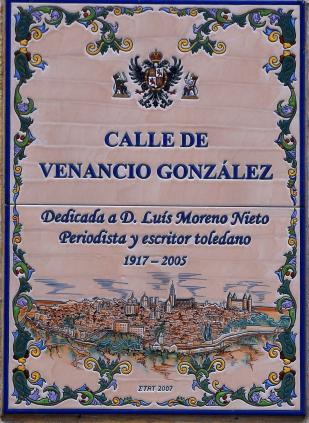 CALLE DE
VENANCIO GONZÁLEZ
Dedicada a D. Luís Moreno Nieto
Periodista y escritor toledano
1917 – 2005